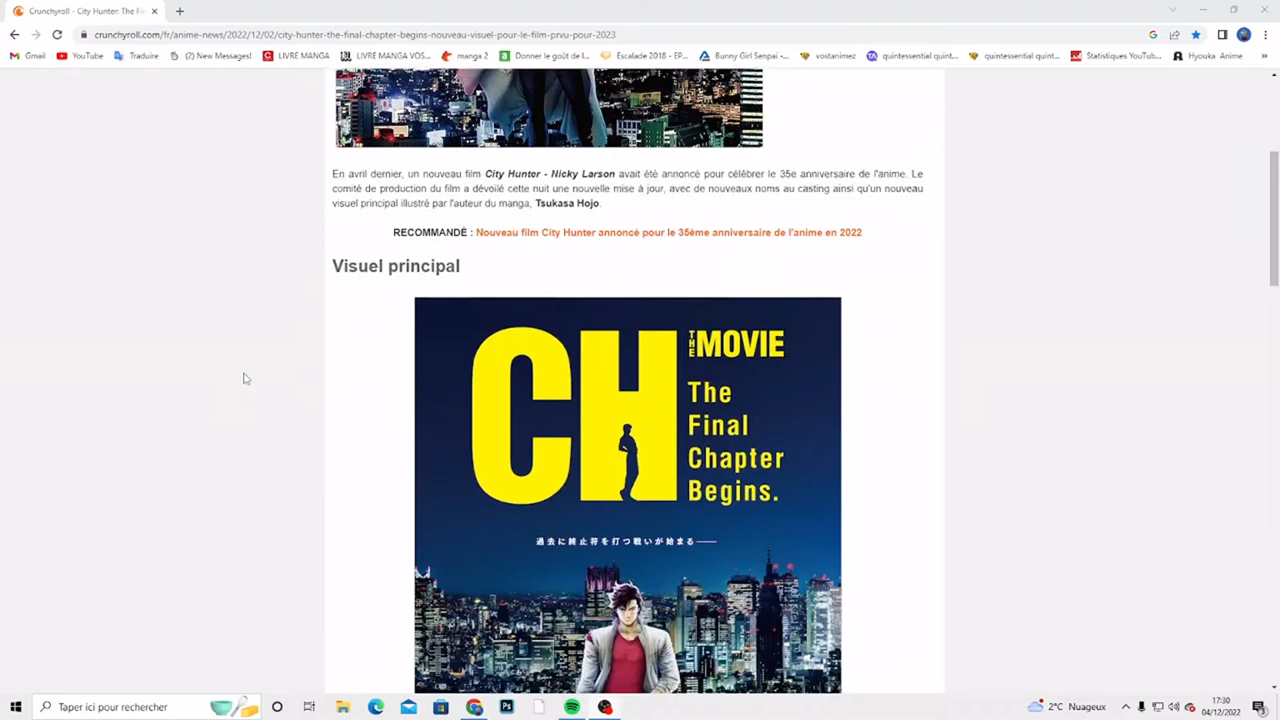 Crunchyroll - City Hunter: The Fi
crunchyroll.com/fr/anime-news/2022/12/02/city-hunter-the-final-chapter-begins-nouveau-visuel-pour-le-film-prvu-pour-2023
Gmail YouTube Traduire (2) New Messages! LIVRE MANGA LIVRE MANGA VOS... manga 2 Donner le goût de l... Escalade 2018 - EP... Bunny Girl Senpai -... vostanimez quintessential quint... quintessential quint... Statistiques YouTub... Hyouka Anime »
En avril dernier, un nouveau film City Hunter - Nicky Larson avait été annoncé pour célébrer le 35e anniversaire de l'anime. Le
comité de production du film a dévoilé cette nuit une nouvelle mise à jour, avec de nouveaux noms au casting ainsi qu'un nouveau
visuel principal illustré par l'auteur du manga, Tsukasa Hojo.
RECOMMANDÉ : Nouveau film City Hunter annoncé pour le 35ème anniversaire de l'anime en 2022
Visuel principal
CH THE MOVIE
The
Final
Chapter
Begins.
過去に終止符を打つ戦いが始まる——
Taper ici pour rechercher
2°C Nuageux
17:30
04/12/2022